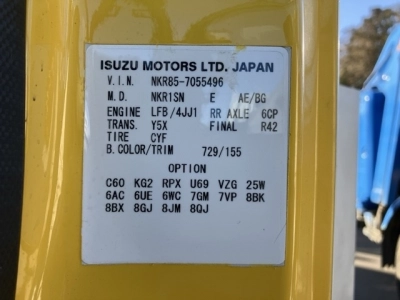 ISUZU MOTORS LTD. JAPAN
V.I.N. NKR85-7055496
M.D. NKR1SN E AE/BG
ENGINE LFB/4JJ1 RR AXLE 6CP
TRANS. Y5X FINAL R42
TIRE CYF
B.COLOR/TRIM 729/155
OPTION
C60 KG2 RPX U69 VZG 25W
6AC 6UE 6WC 7GM 7VP 8BK
8BX 8GJ 8JM 8QJ